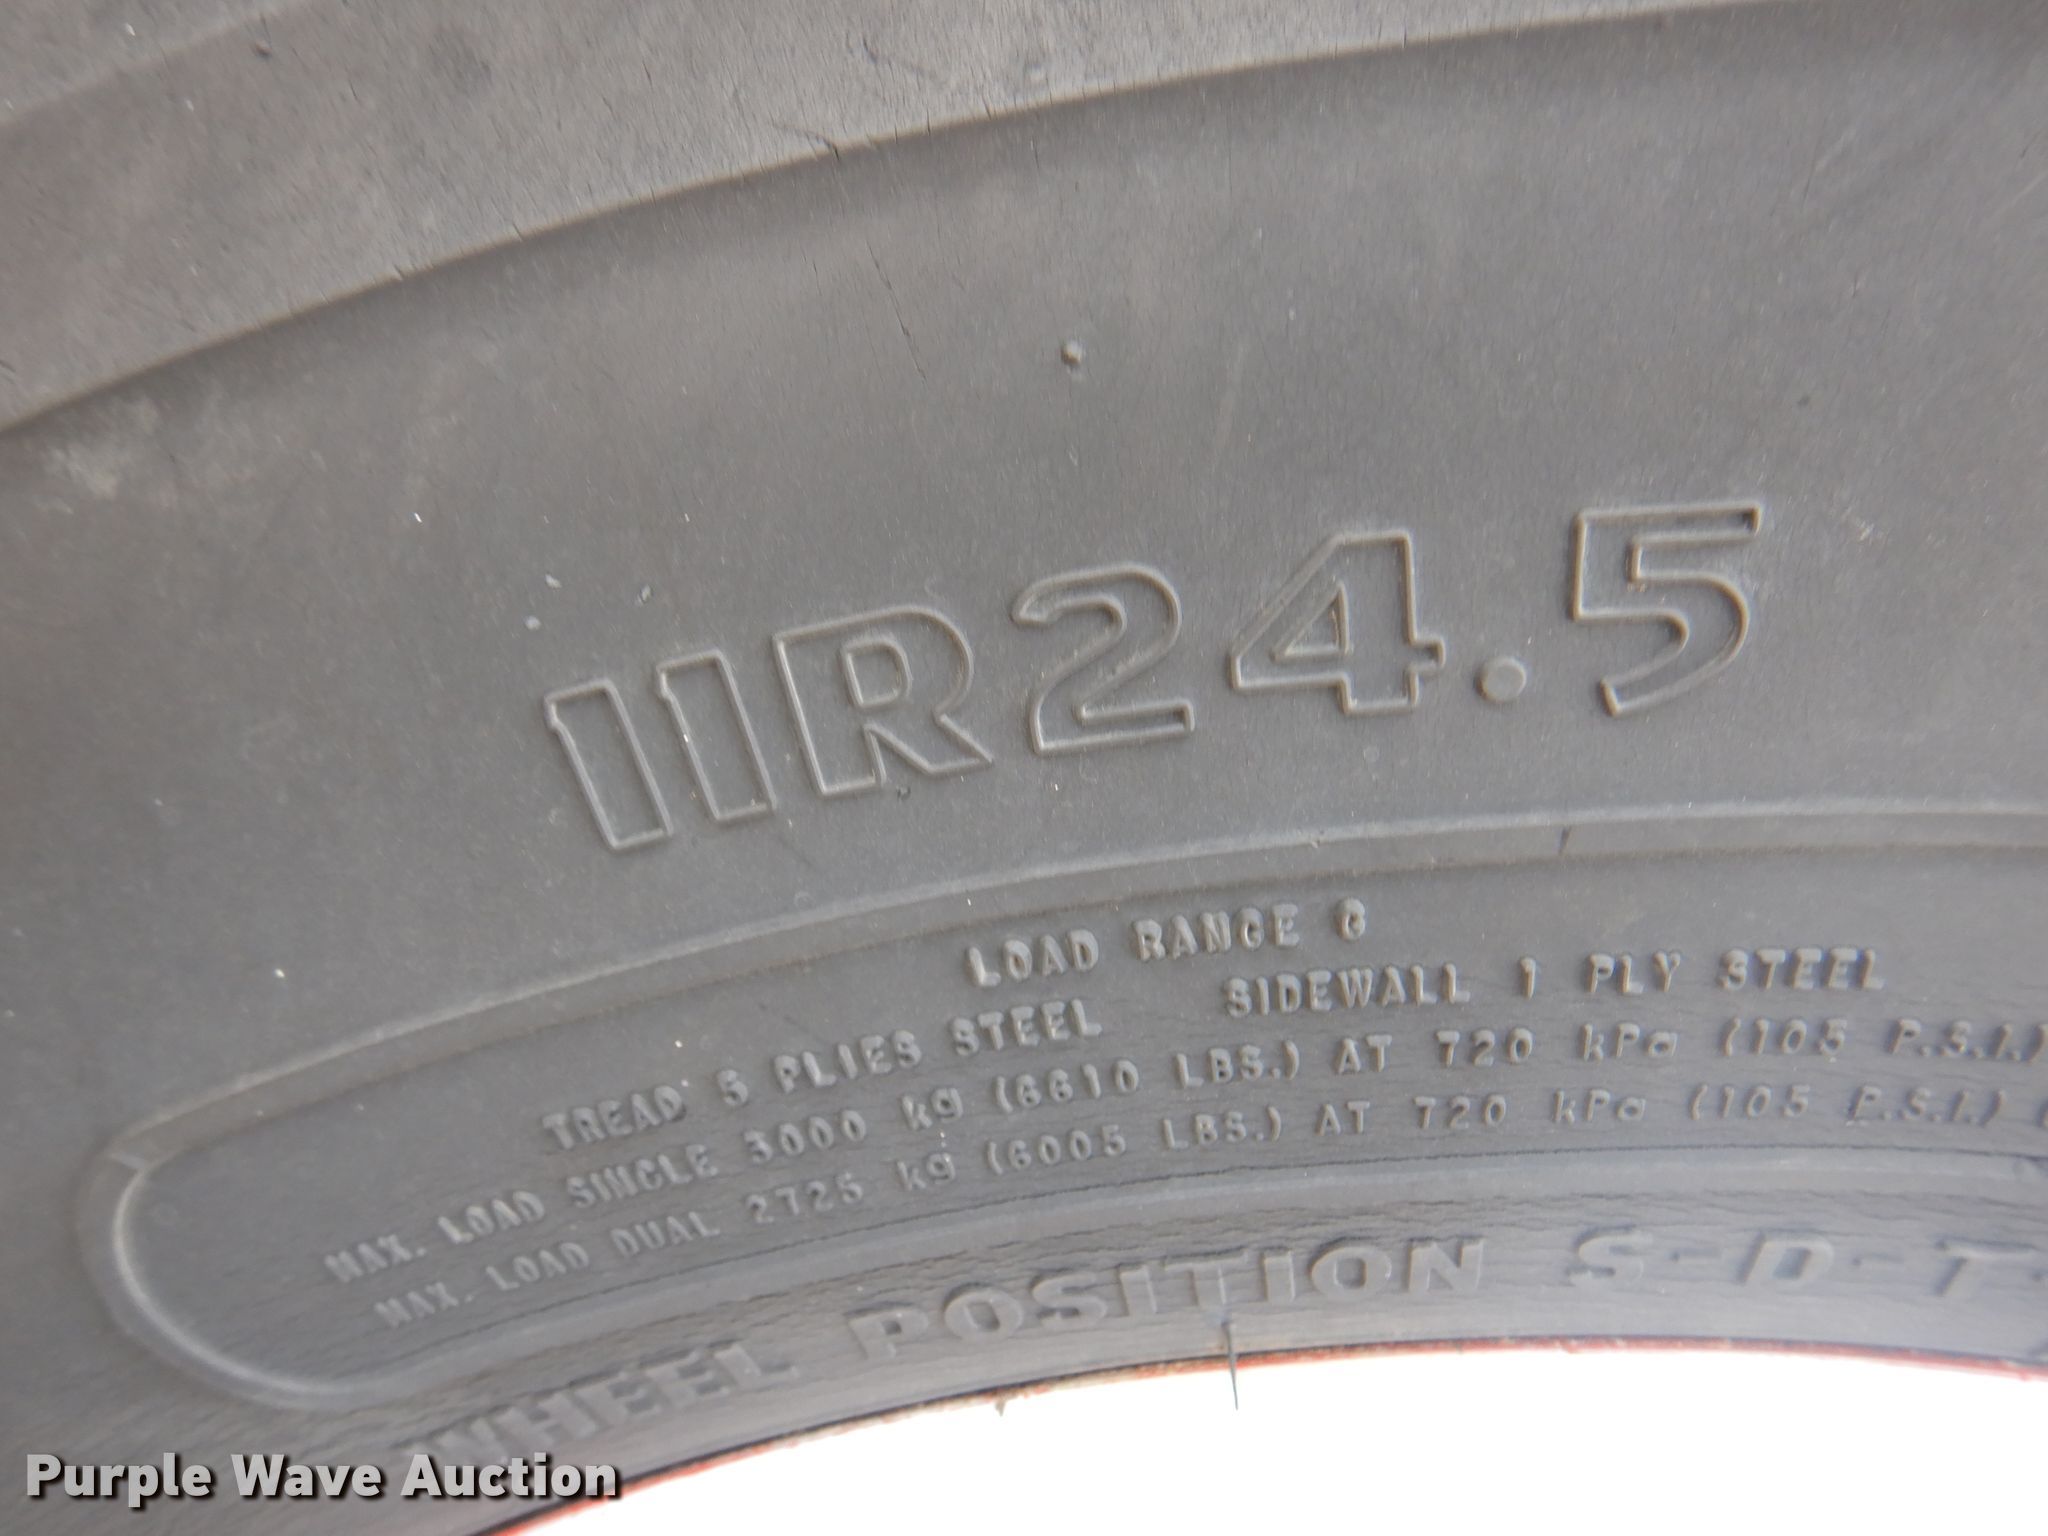 11R24.5
LOAD RANGE G
TREAD 5 PLIES STEEL SIDEWALL 1 PLY STEEL
MAX. LOAD SINGLE 3000 kg (6610 LBS.) AT 720 kPa (105 P.S.I.)
MAX. LOAD DUAL 2725 kg (6005 LBS.) AT 720 kPa (105 P.S.I.)
WHEEL POSITION S-D-T
Purple Wave Auction